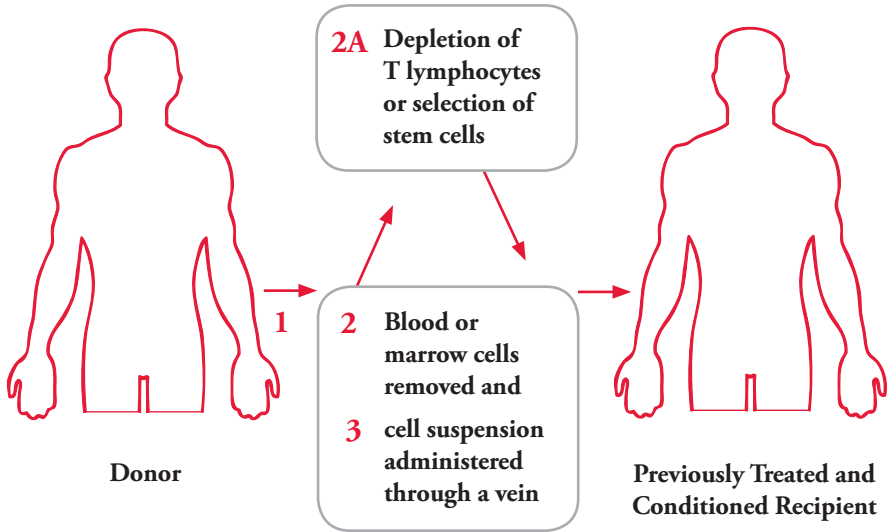 2A Depletion of
T lymphocytes
or selection of
stem cells
1
2 Blood or
marrow cells
removed and
3 cell suspension
administered
through a vein
Donor
Previously Treated and
Conditioned Recipient